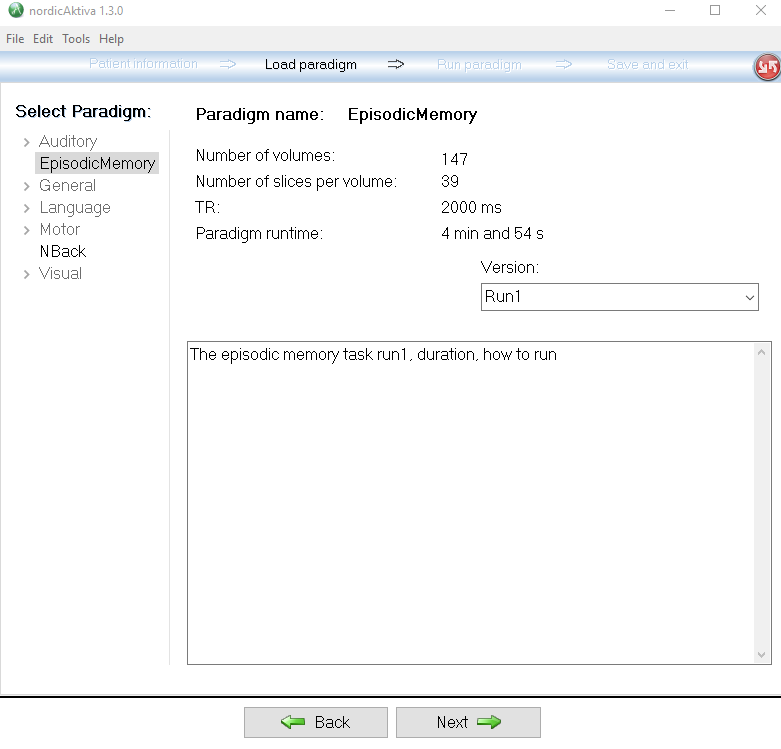 nordicAktiva 1.3.0
File Edit Tools Help
Patient information Load paradigm Run paradigm Save and exit
Select Paradigm:
Auditory
EpisodicMemory
General
Language
Motor
NBack
Visual
Paradigm name: EpisodicMemory
Number of volumes: 147
Number of slices per volume: 39
TR: 2000 ms
Paradigm runtime: 4 min and 54 s
Version:
Run1
The episodic memory task run1, duration, how to run
Back Next